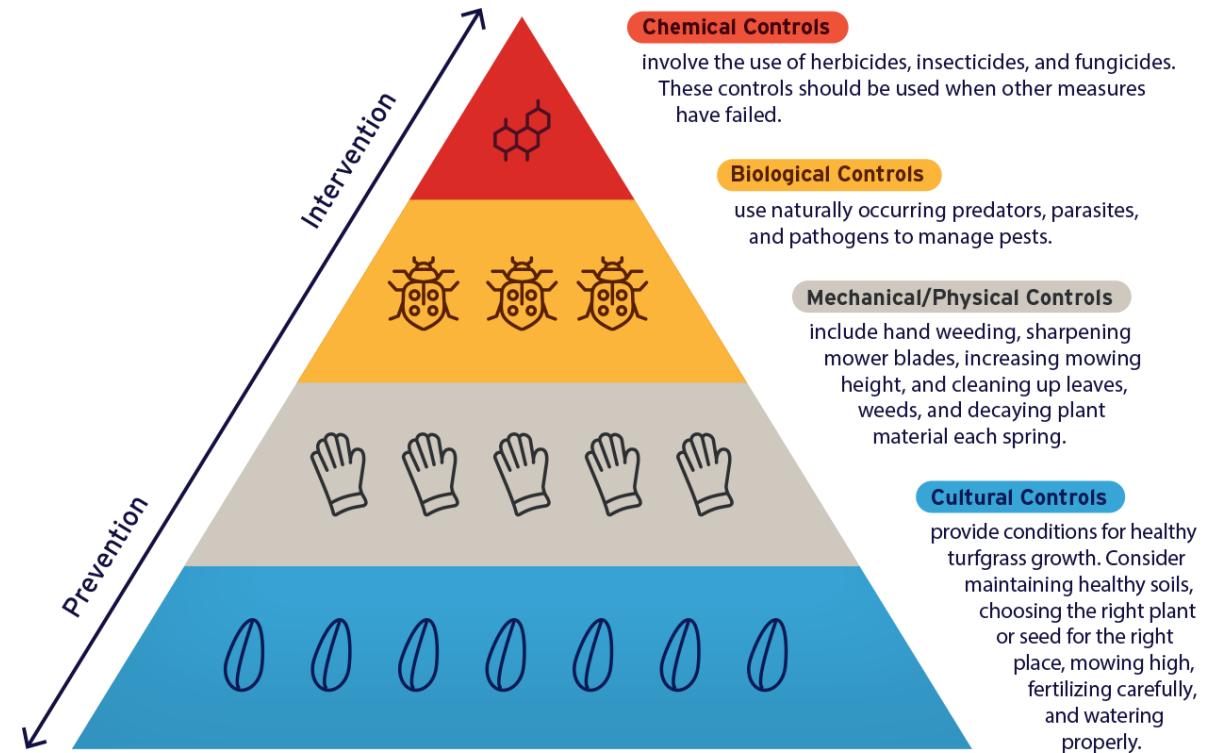 Intervention
Prevention
Chemical Controls
involve the use of herbicides, insecticides, and fungicides.
These controls should be used when other measures
have failed.
Biological Controls
use naturally occurring predators, parasites,
and pathogens to manage pests.
Mechanical/Physical Controls
include hand weeding, sharpening
mower blades, increasing mowing
height, and cleaning up leaves,
weeds, and decaying plant
material each spring.
Cultural Controls
provide conditions for healthy
turfgrass growth. Consider
maintaining healthy soils,
choosing the right plant
or seed for the right
place, mowing high,
fertilizing carefully,
and watering
properly.